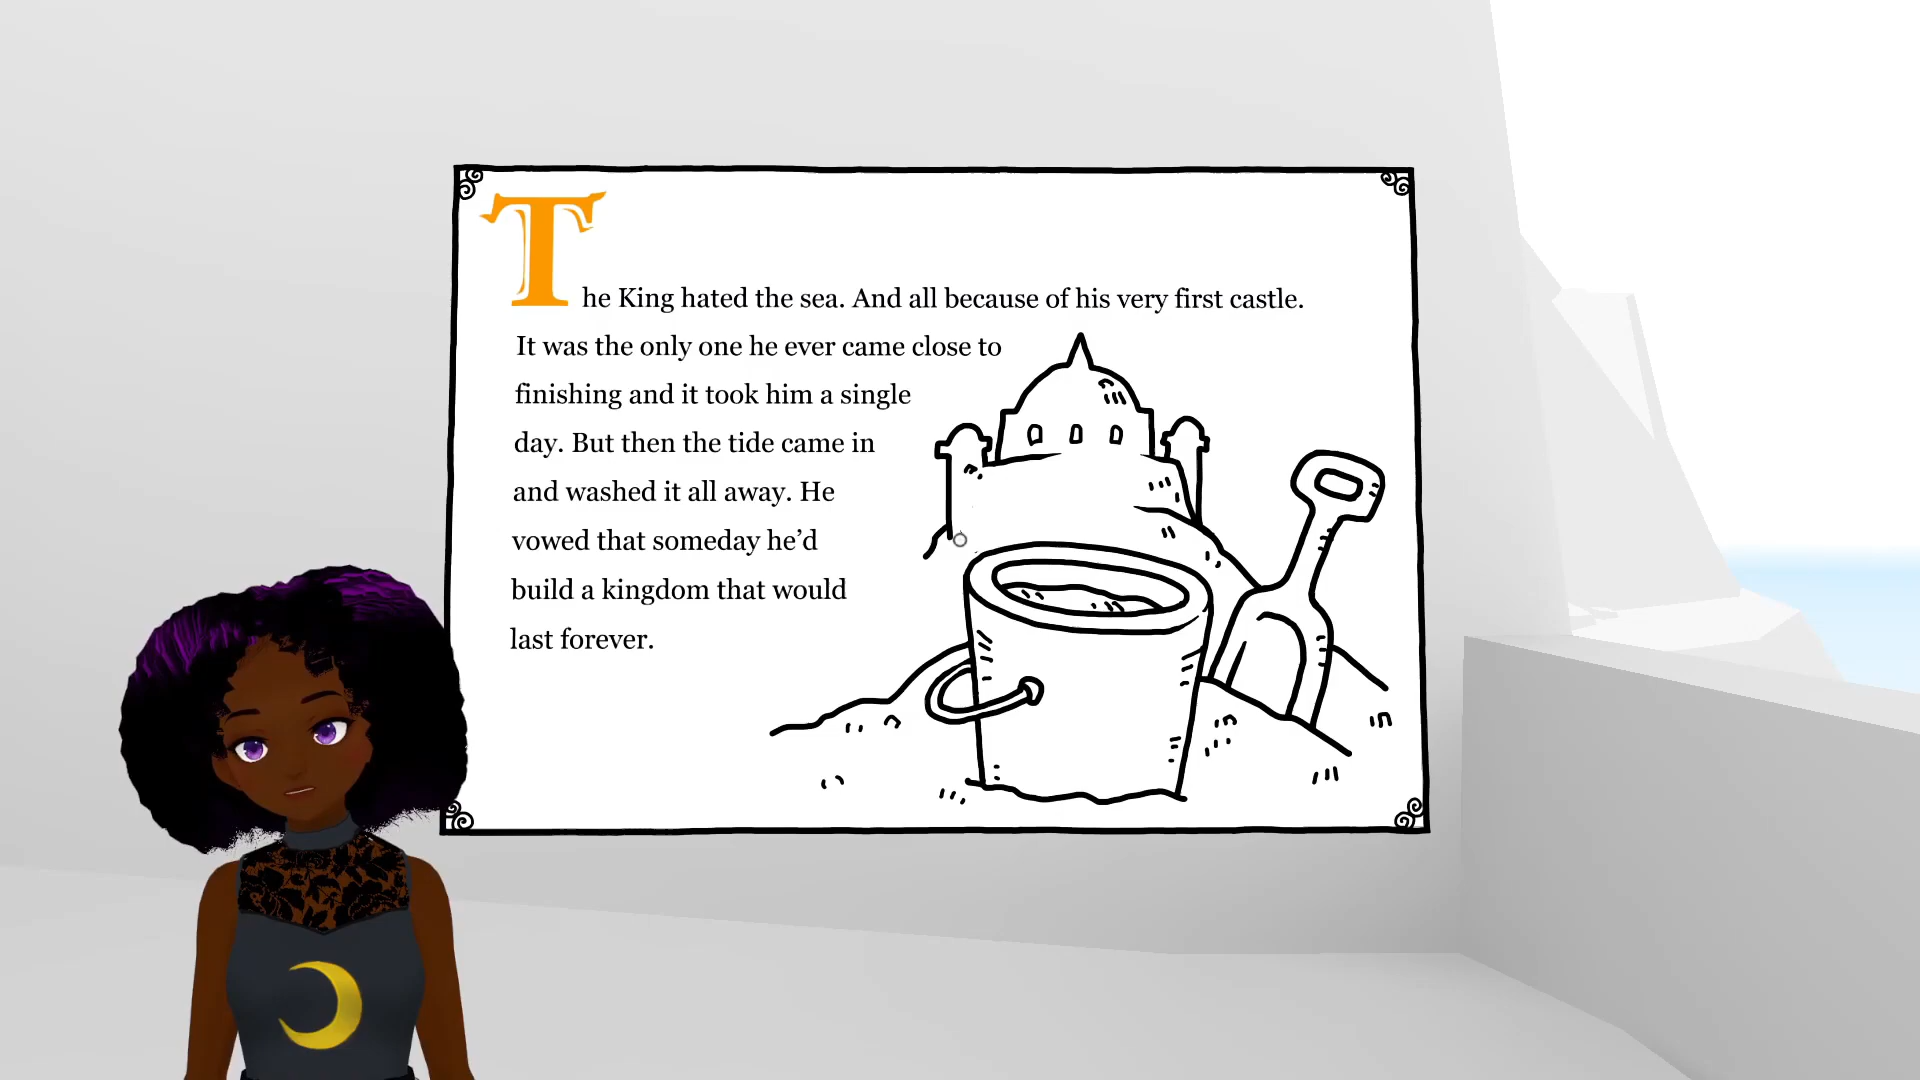 The King hated the sea. And all because of his very first castle.
It was the only one he ever came close to
finishing and it took him a single
day. But then the tide came in
and washed it all away. He
vowed that someday he’d
build a kingdom that would
last forever.